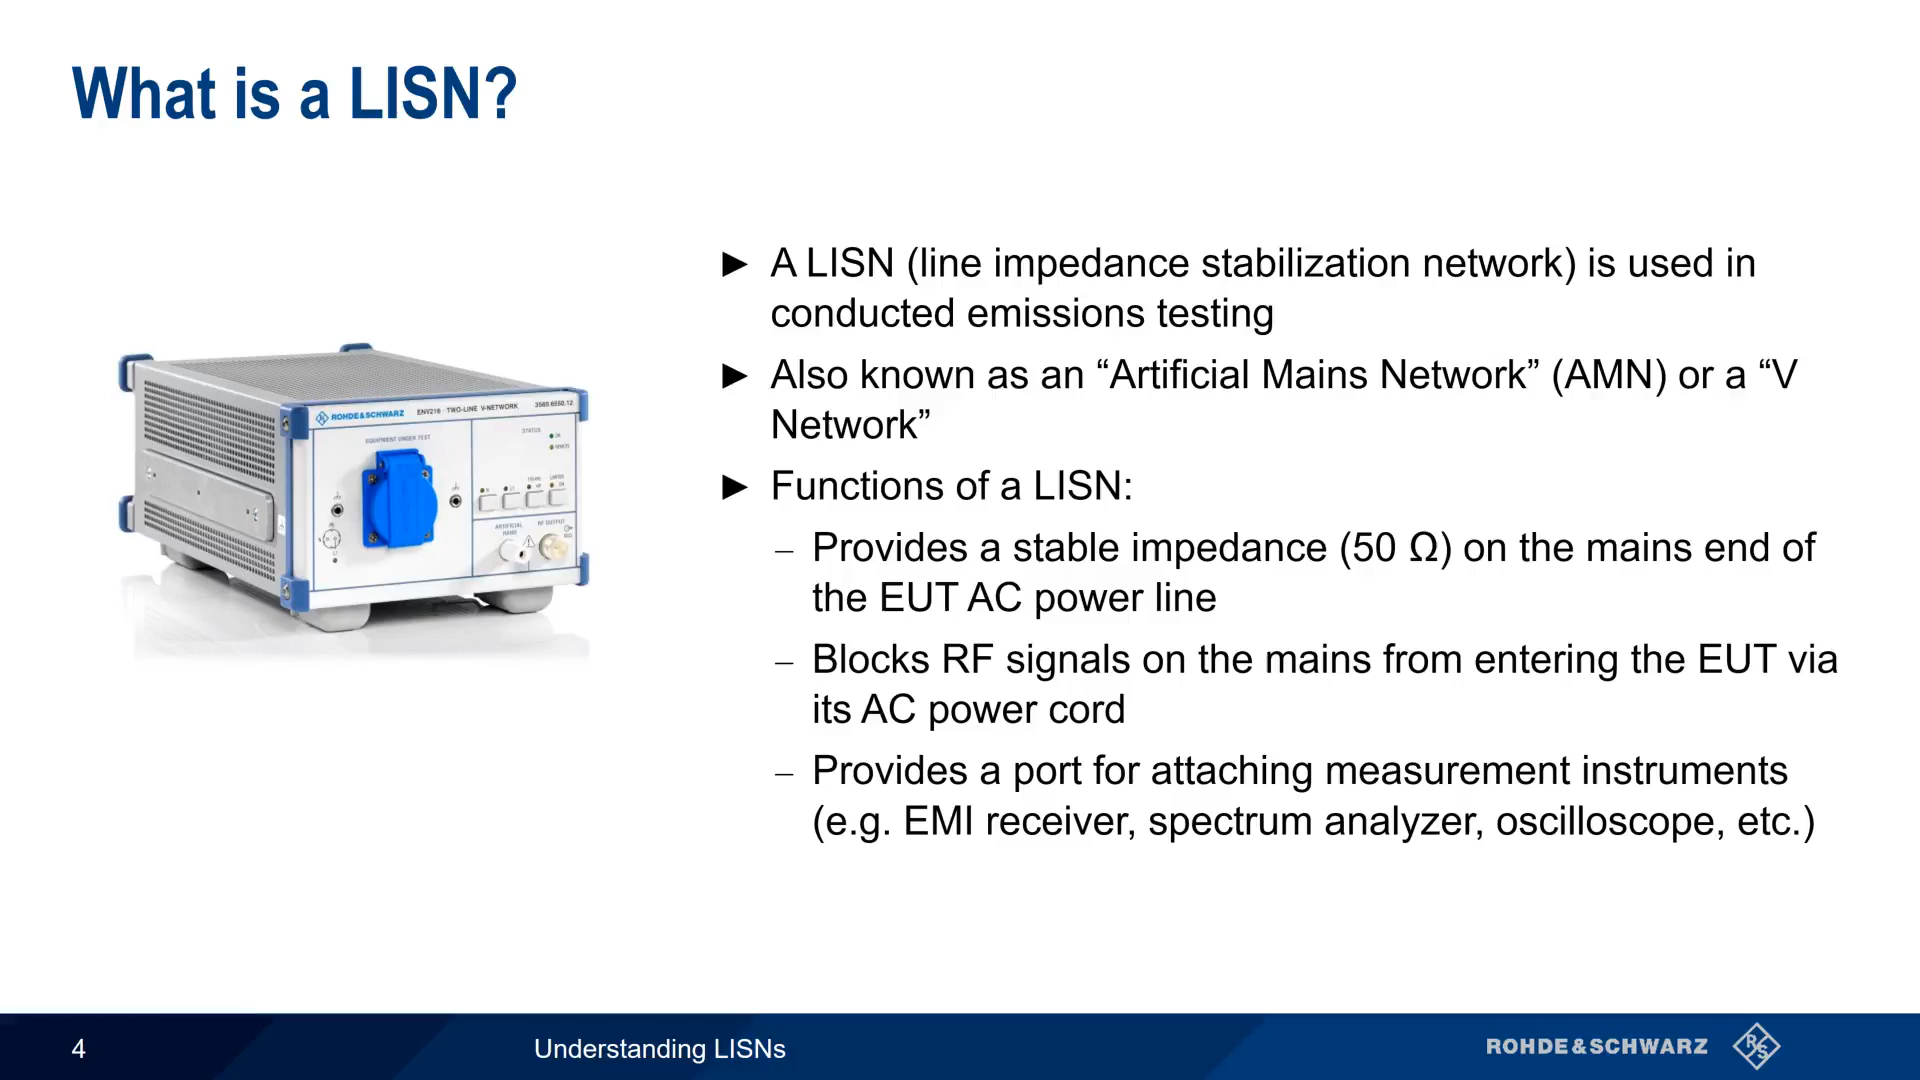 What is a LISN?
► A LISN (line impedance stabilization network) is used in
conducted emissions testing
► Also known as an “Artificial Mains Network” (AMN) or a “V
Network”
► Functions of a LISN:
– Provides a stable impedance (50 Ω) on the mains end of
the EUT AC power line
– Blocks RF signals on the mains from entering the EUT via
its AC power cord
– Provides a port for attaching measurement instruments
(e.g. EMI receiver, spectrum analyzer, oscilloscope, etc.)
ROHDE&SCHWARZ ENV216 · TWO-LINE V-NETWORK 3560.6550.12
EQUIPMENT UNDER TEST
STATUS
ON
REMOTE
N L1
ARTIFICIAL
HAND
RF OUTPUT
4
Understanding LISNs
ROHDE&SCHWARZ